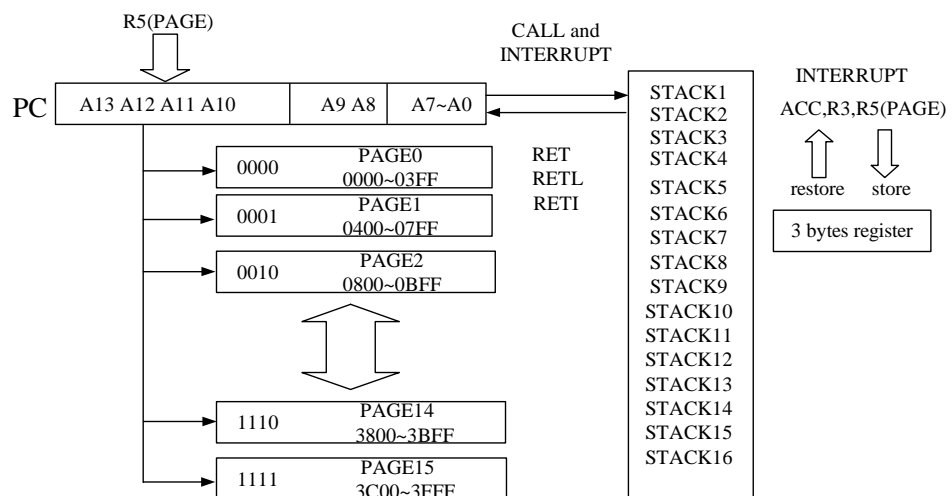 R5(PAGE)
PC
A13 A12 A11 A10
A9 A8
A7~A0
0000
PAGE0
0000~03FF
0001
PAGE1
0400~07FF
0010
PAGE2
0800~0BFF
1110
PAGE14
3800~3BFF
1111
PAGE15
3C00~3FFF
CALL and
INTERRUPT
RET
RETL
RETI
STACK1
STACK2
STACK3
STACK4
STACK5
STACK6
STACK7
STACK8
STACK9
STACK10
STACK11
STACK12
STACK13
STACK14
STACK15
STACK16
INTERRUPT
ACC,R3,R5(PAGE)
restore
store
3 bytes register